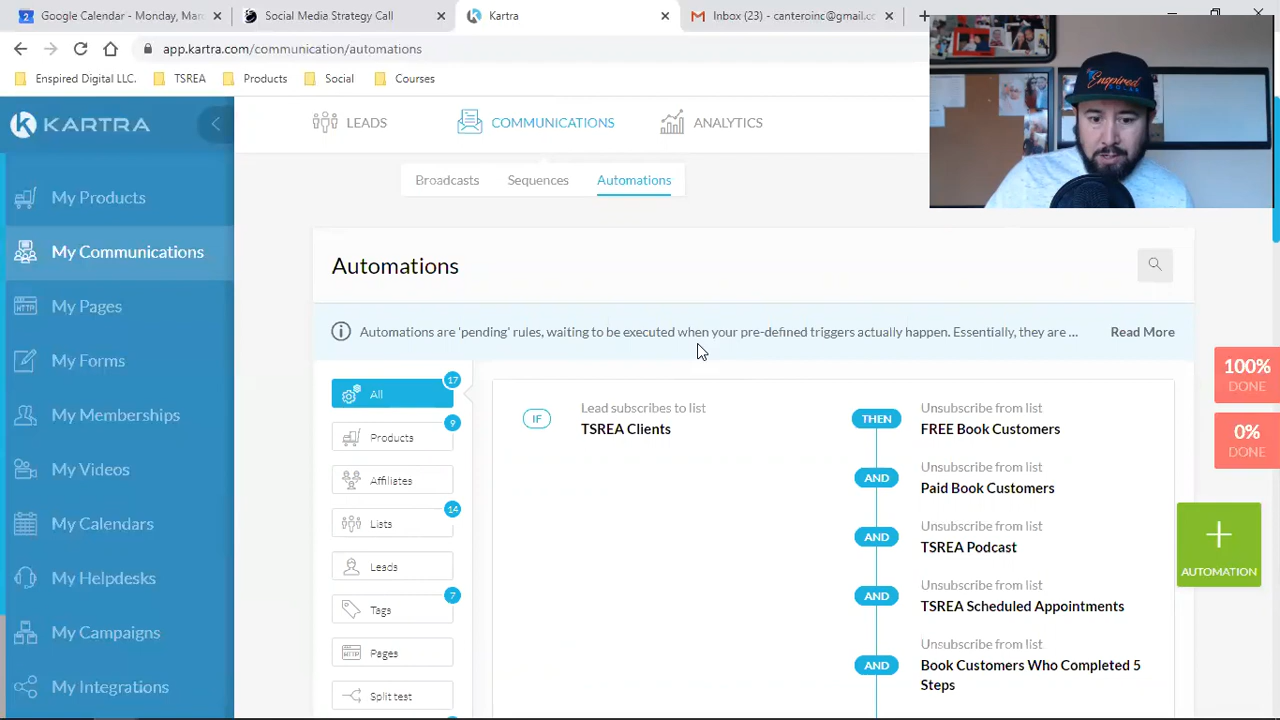 Google Calendar - Monday, Mar
Social Media Strategy Call
Kartra
Inbox (25) - canteroinc@gmail.co
app.kartra.com/communication/automations
Enspired Digital LLC.
TSREA
Products
Social
Courses
KARTRA
LEADS
COMMUNICATIONS
ANALYTICS
Enspired
SOLAR
Broadcasts
Sequences
Automations
My Products
My Communications
My Pages
My Forms
My Memberships
My Videos
My Calendars
My Helpdesks
My Campaigns
My Integrations
Automations
Automations are 'pending' rules, waiting to be executed when your pre-defined triggers actually happen. Essentially, they are ...
Read More
All
17
Products
9
Affiliates
Lists
14
Leads
Tags
7
Pages
Split test
IF
Lead subscribes to list
TSREA Clients
THEN
Unsubscribe from list
FREE Book Customers
AND
Unsubscribe from list
Paid Book Customers
AND
Unsubscribe from list
TSREA Podcast
AND
Unsubscribe from list
TSREA Scheduled Appointments
AND
Unsubscribe from list
Book Customers Who Completed 5
Steps
100%
DONE
0%
DONE
+
AUTOMATION